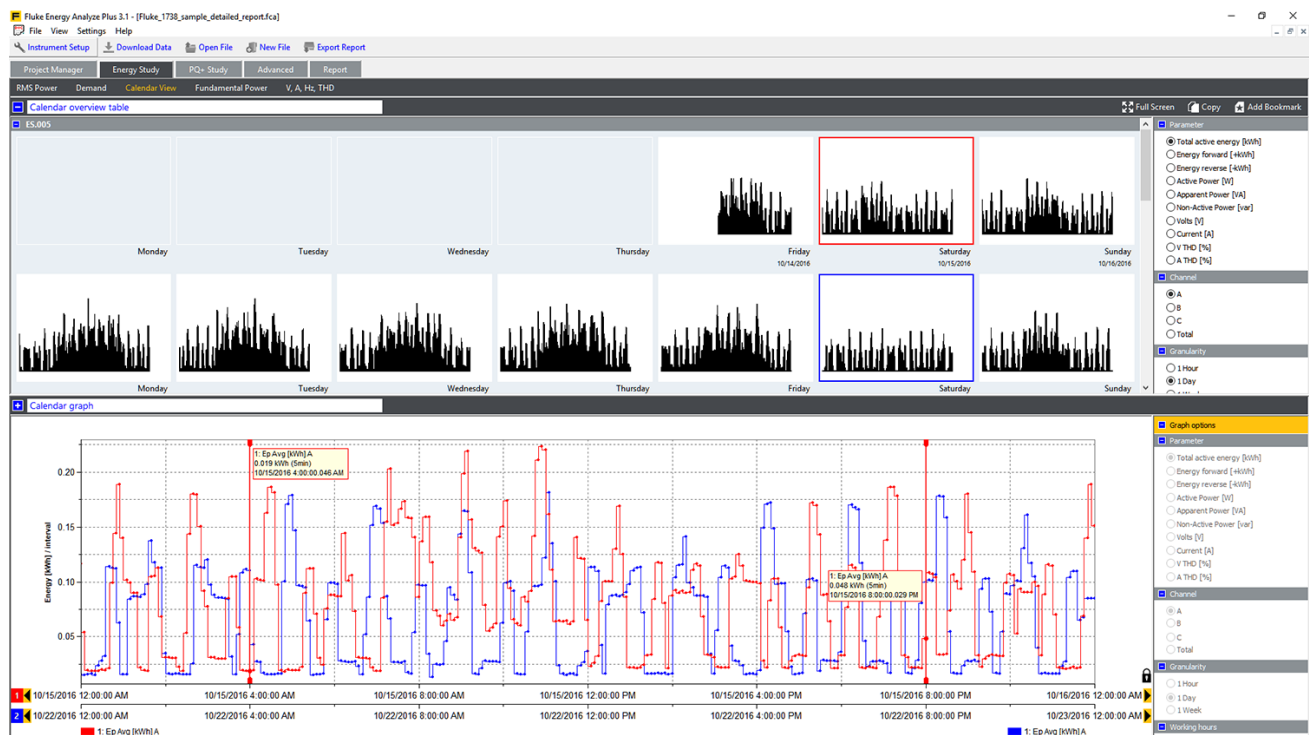 Fluke Energy Analyze Plus 3.1 - [Fluke_1738_sample_detailed_report.fca]
File View Settings Help
Instrument Setup Download Data Open File New File Export Report
Project Manager Energy Study PQ+ Study Advanced Report
RMS Power Demand Calendar View Fundamental Power V, A, Hz, THD
Calendar overview table Full Screen Copy Add Bookmark
ES.005
Monday Tuesday Wednesday Thursday Friday Saturday Sunday
10/14/2016 10/15/2016 10/16/2016
Monday Tuesday Wednesday Thursday Friday Saturday Sunday
Parameter
Total active energy [kWh]
Energy forward [+kWh]
Energy reverse [-kWh]
Active Power [W]
Apparent Power [VA]
Non-Active Power [var]
Volts [V]
Current [A]
V THD [%]
A THD [%]
Channel
A
B
C
Total
Granularity
1 Hour
1 Day
Calendar graph
Energy [kWh] / interval
0.20
0.15
0.10
0.05
1: Ep Avg [kWh] A
0.019 kWh (5min)
10/15/2016 4:00:00.046 AM
1: Ep Avg [kWh] A
0.048 kWh (5min)
10/15/2016 8:00:00.029 PM
1 10/15/2016 12:00:00 AM 10/15/2016 4:00:00 AM 10/15/2016 8:00:00 AM 10/15/2016 12:00:00 PM 10/15/2016 4:00:00 PM 10/15/2016 8:00:00 PM 10/16/2016 12:00:00 AM
2 10/22/2016 12:00:00 AM 10/22/2016 4:00:00 AM 10/22/2016 8:00:00 AM 10/22/2016 12:00:00 PM 10/22/2016 4:00:00 PM 10/22/2016 8:00:00 PM 10/23/2016 12:00:00 AM
1: Ep Avg [kWh] A 1: Ep Avg [kWh] A
Graph options
Parameter
Total active energy [kWh]
Energy forward [+kWh]
Energy reverse [-kWh]
Active Power [W]
Apparent Power [VA]
Non-Active Power [var]
Volts [V]
Current [A]
V THD [%]
A THD [%]
Channel
A
B
C
Total
Granularity
1 Hour
1 Day
1 Week
Working hours